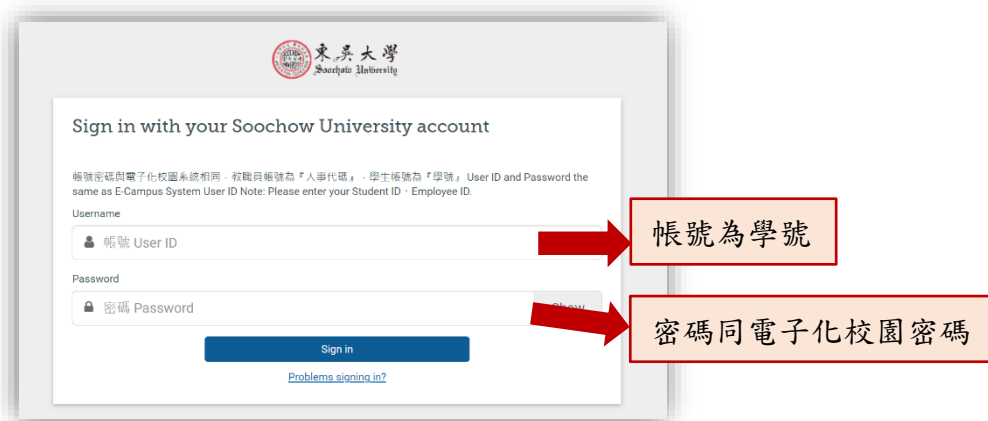 東吳大學
Soochow University
Sign in with your Soochow University account
帳號密碼與電子化校園系統相同，教職員帳號為『人事代碼』，學生帳號為『學號』 User ID and Password the
same as E-Campus System User ID Note: Please enter your Student ID、Employee ID.
Username
帳號 User ID
帳號為學號
Password
密碼 Password
Show
密碼同電子化校園密碼
Sign in
Problems signing in?